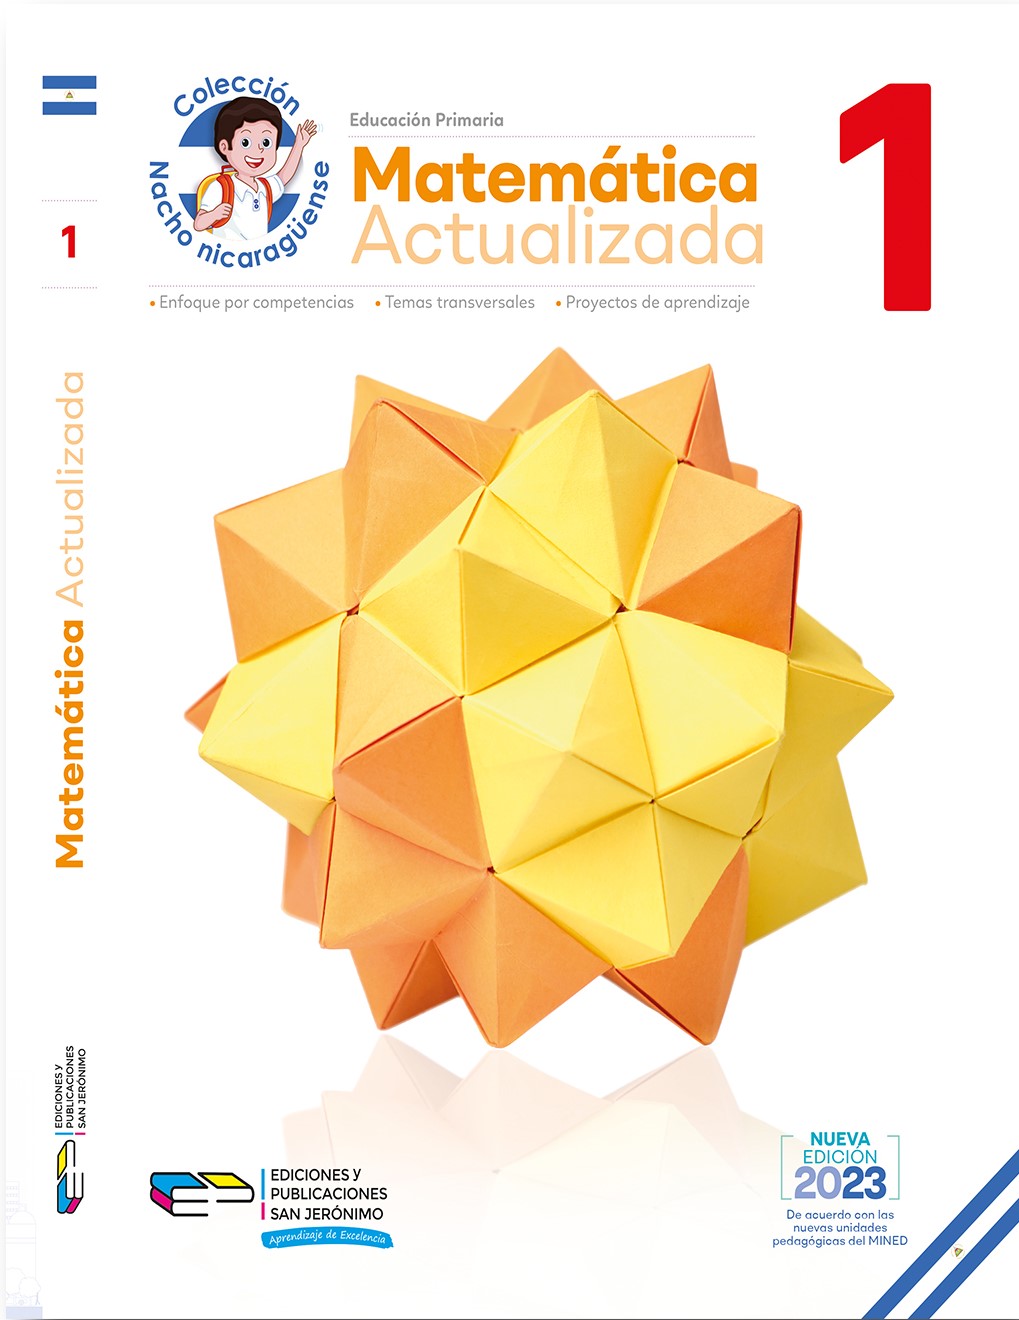 Colección
Nacho nicaragüense
Educación Primaria
Matemática
Actualizada
1
• Enfoque por competencias • Temas transversales • Proyectos de aprendizaje
1
Matemática Actualizada
EDICIONES Y
PUBLICACIONES
SAN JERÓNIMO
EDICIONES Y
PUBLICACIONES
SAN JERÓNIMO
Aprendizaje de Excelencia
NUEVA
EDICIÓN
2023
De acuerdo con las
nuevas unidades
pedagógicas del MINED